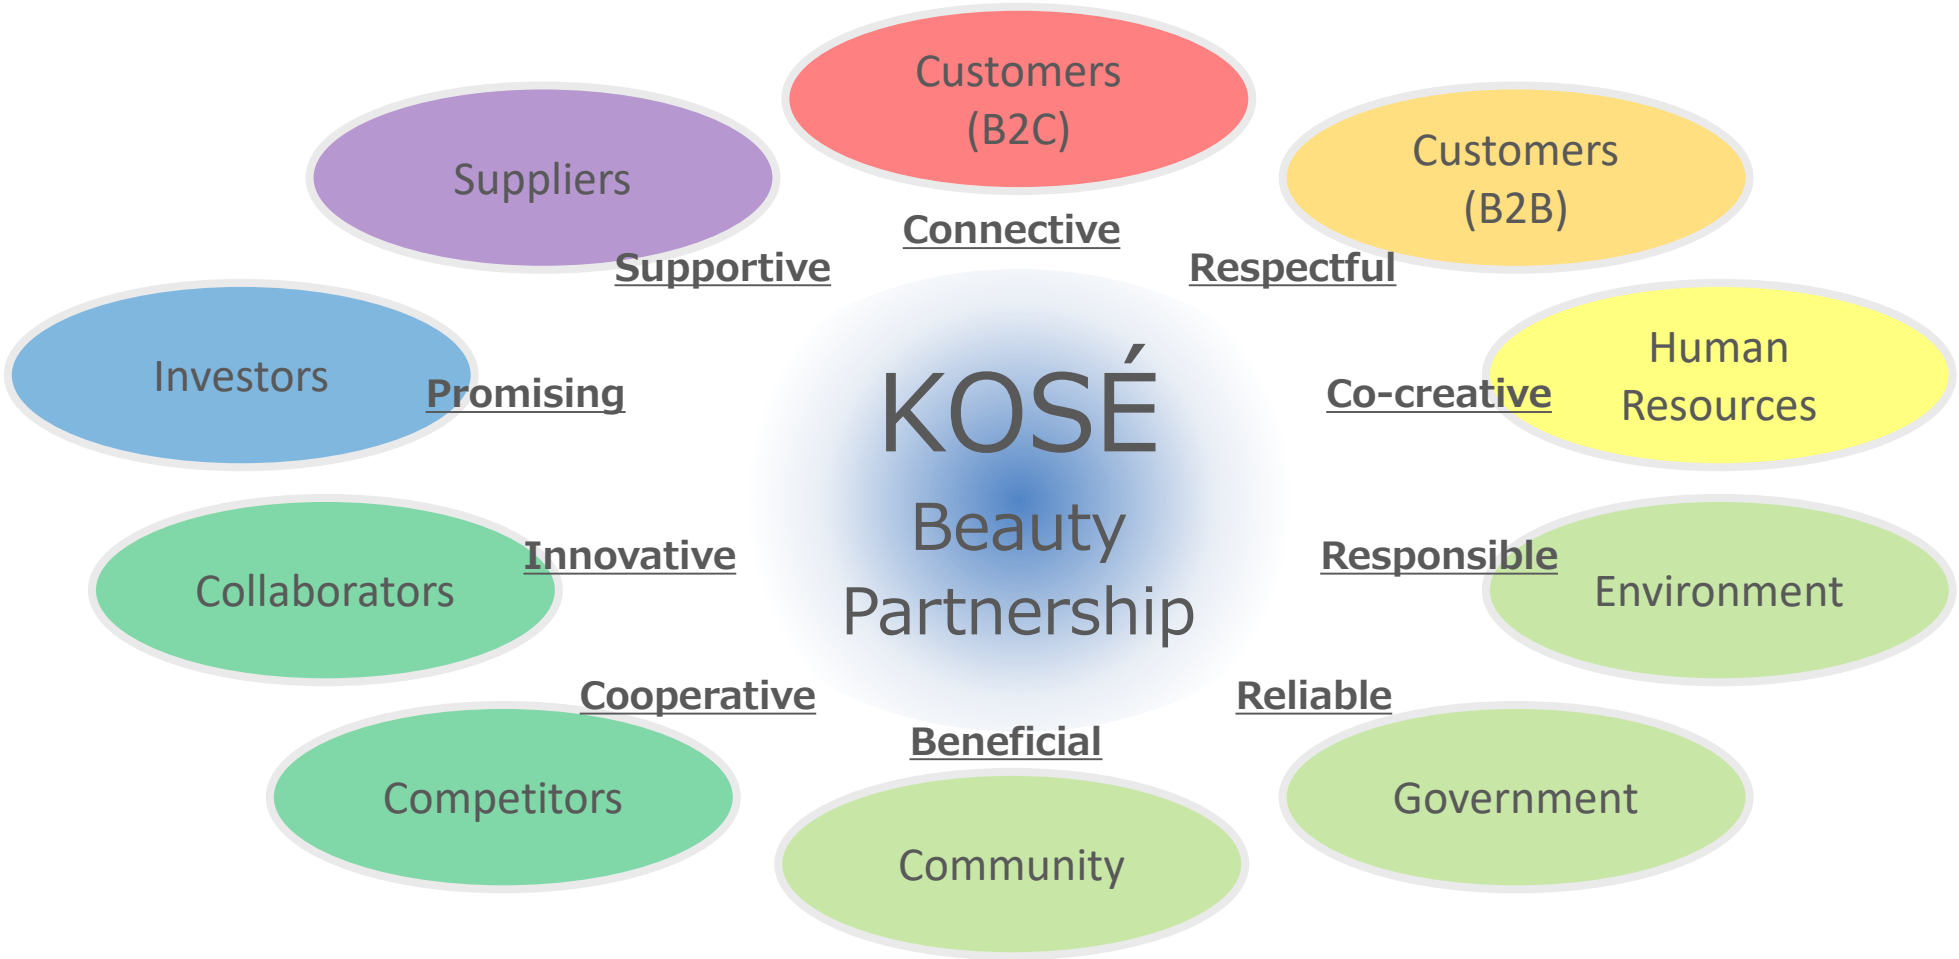 Customers
(B2C)
Connective
Customers
(B2B)
Respectful
Human
Resources
Co-creative
Environment
Responsible
Government
Reliable
Community
Beneficial
Competitors
Cooperative
Collaborators
Innovative
Investors
Promising
Suppliers
Supportive
KOSÉ
Beauty
Partnership